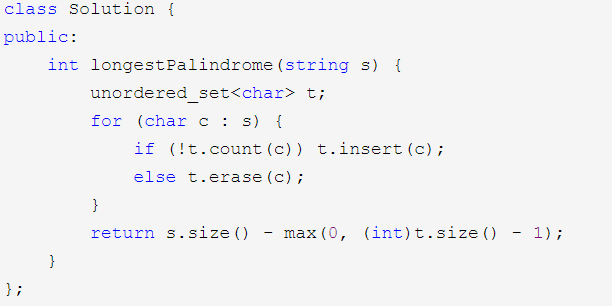 class Solution {
public:
    int longestPalindrome(string s) {
        unordered_set<char> t;
        for (char c : s) {
            if (!t.count(c)) t.insert(c);
            else t.erase(c);
        }
        return s.size() - max(0, (int)t.size() - 1);
    }
};